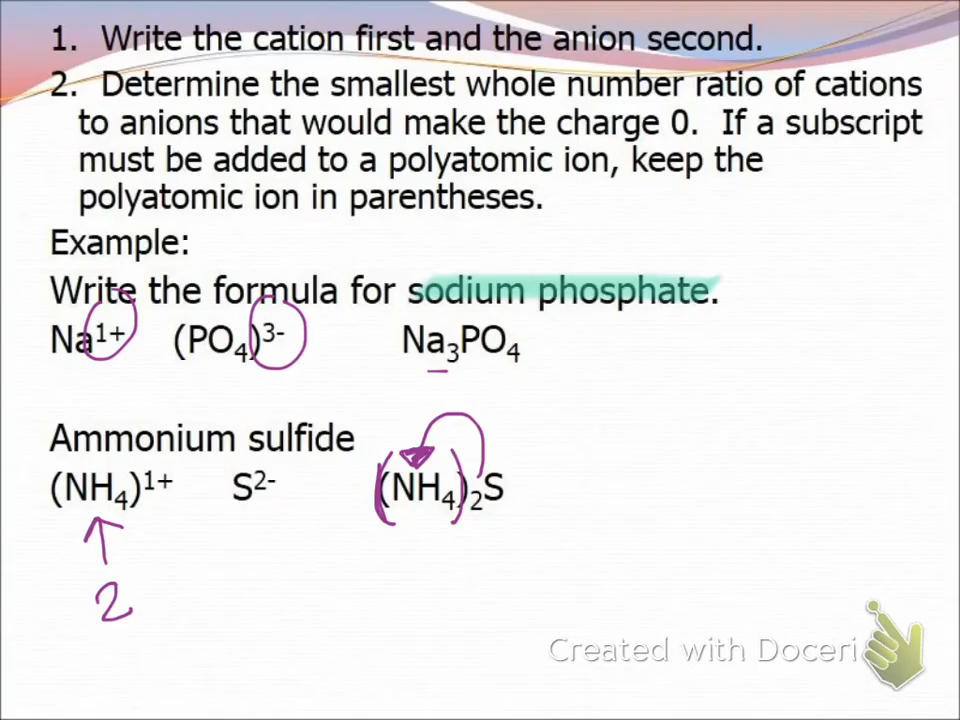 1. Write the cation first and the anion second.
2. Determine the smallest whole number ratio of cations
to anions that would make the charge 0. If a subscript
must be added to a polyatomic ion, keep the
polyatomic ion in parentheses.
Example:
Write the formula for sodium phosphate.
Na¹⁺ (PO₄)³⁻ Na₃PO₄
Ammonium sulfide
(NH₄)¹⁺ S²⁻ (NH₄)₂S
2
Created with Doceri